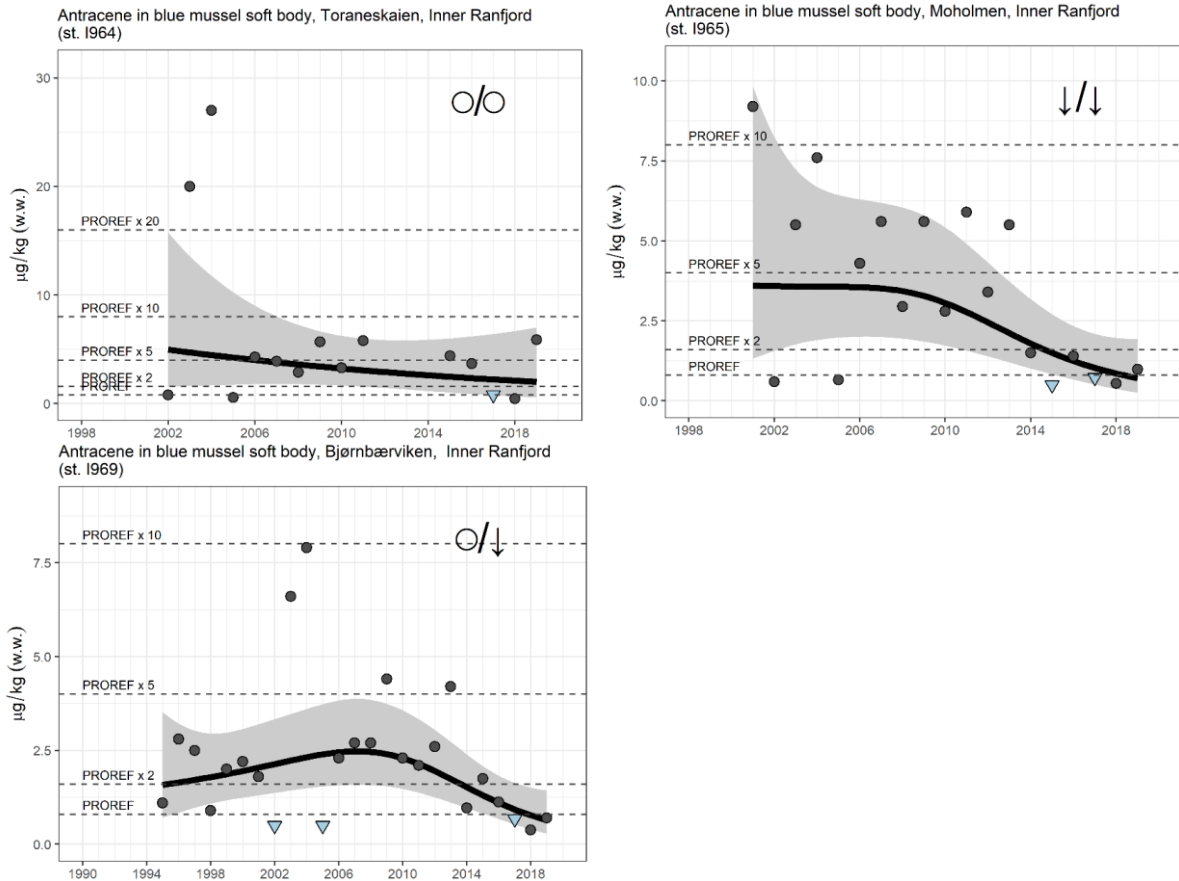 Antracene in blue mussel soft body, Toraneskaien, Inner Ranfjord
(st. I964)
µg/kg (w.w.)
30
20
10
0
PROREF x 20
PROREF x 10
PROREF x 5
PROREF x 2
PROREF
○/○
1998 2002 2006 2010 2014 2018
Antracene in blue mussel soft body, Moholmen, Inner Ranfjord
(st. I965)
µg/kg (w.w.)
10.0
7.5
5.0
2.5
0.0
PROREF x 10
PROREF x 5
PROREF x 2
PROREF
↓/↓
1998 2002 2006 2010 2014 2018
Antracene in blue mussel soft body, Bjørnbærviken, Inner Ranfjord
(st. I969)
µg/kg (w.w.)
7.5
5.0
2.5
0.0
PROREF x 10
PROREF x 5
PROREF x 2
PROREF
○/↓
1990 1994 1998 2002 2006 2010 2014 2018